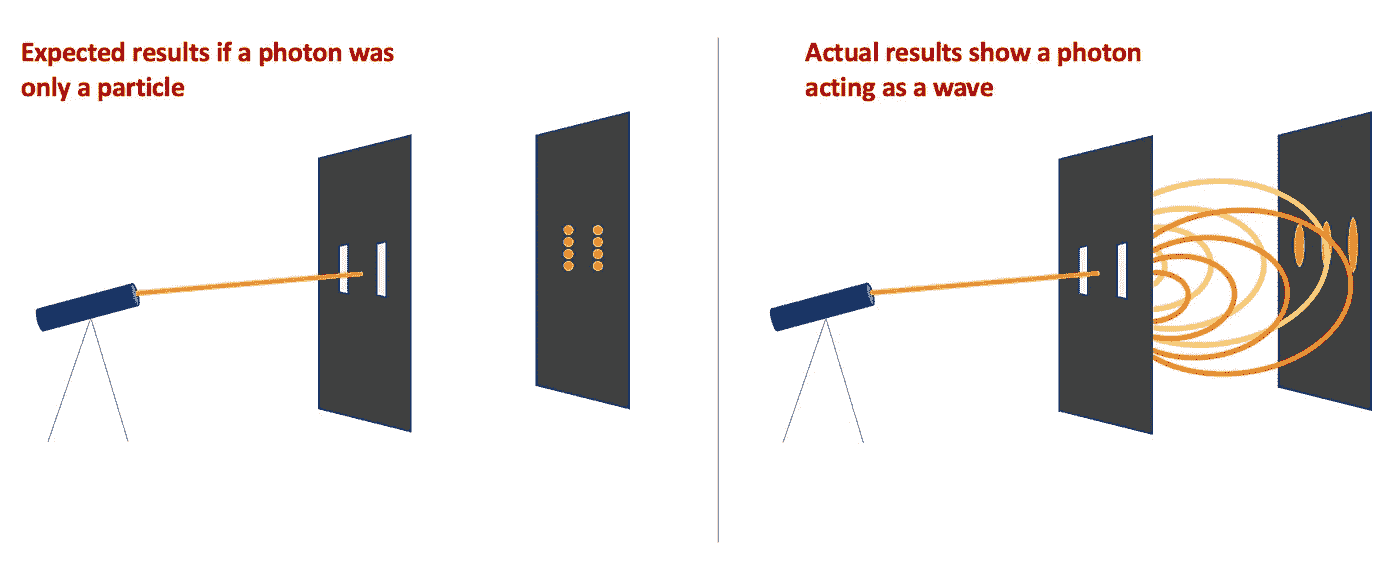 Expected results if a photon was
only a particle
Actual results show a photon
acting as a wave